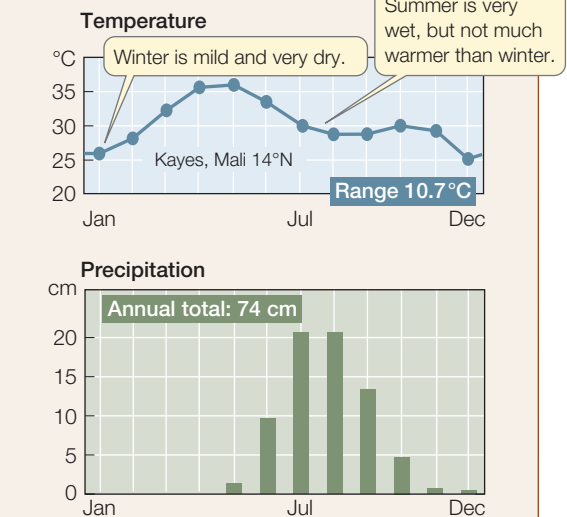 Temperature
Summer is very
wet, but not much
warmer than winter.
°C
Winter is mild and very dry.
35
30
25
20
Kayes, Mali 14°N
Range 10.7°C
Jan
Jul
Dec
Precipitation
cm
Annual total: 74 cm
20
15
10
5
0
Jan
Jul
Dec